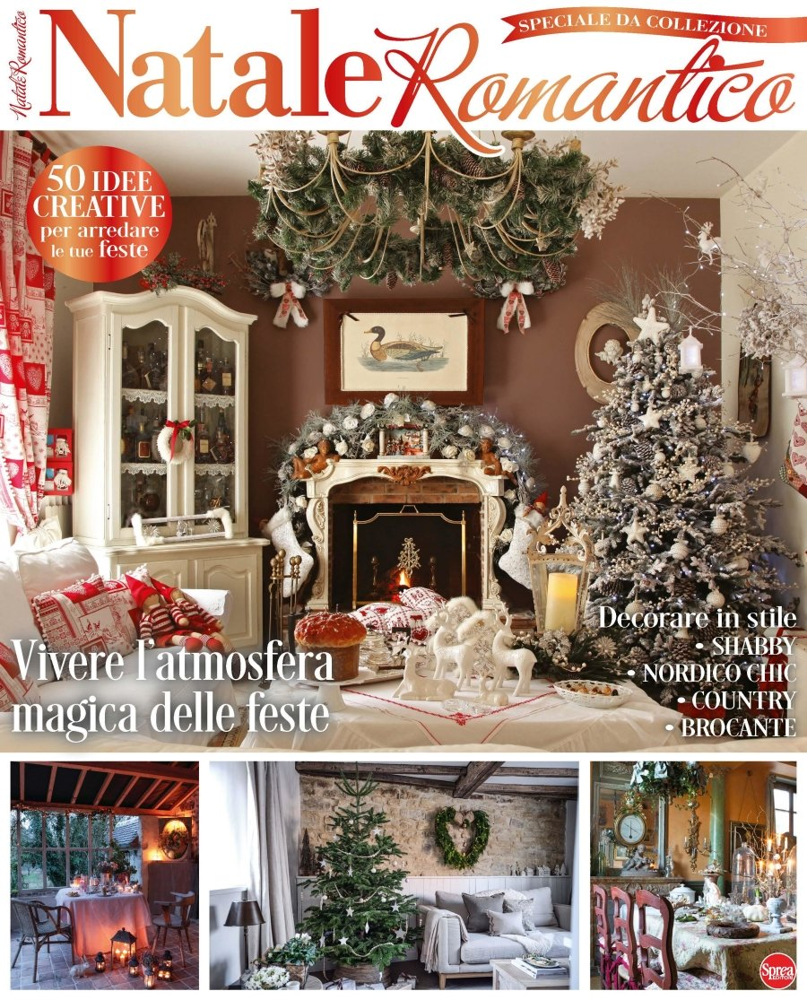 Natale Romantico
SPECIALE DA COLLEZIONE
Natale Romantico
50 IDEE
CREATIVE
per arredare
le tue feste
Vivere l'atmosfera
magica delle feste
Decorare in stile
• SHABBY
• NORDICO CHIC
• COUNTRY
• BROCANTE
Sprea
EDITORI